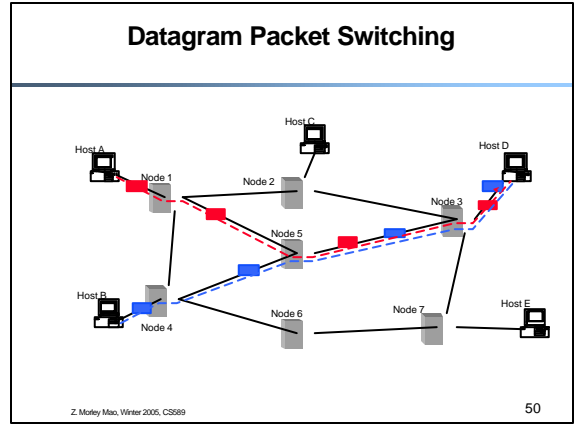 Datagram Packet Switching
Host C
Host A
Host D
Node 1
Node 2
Node 3
Node 5
Host B
Node 4
Node 6
Node 7
Host E
Z. Morley Mao, Winter 2005, CS589
50